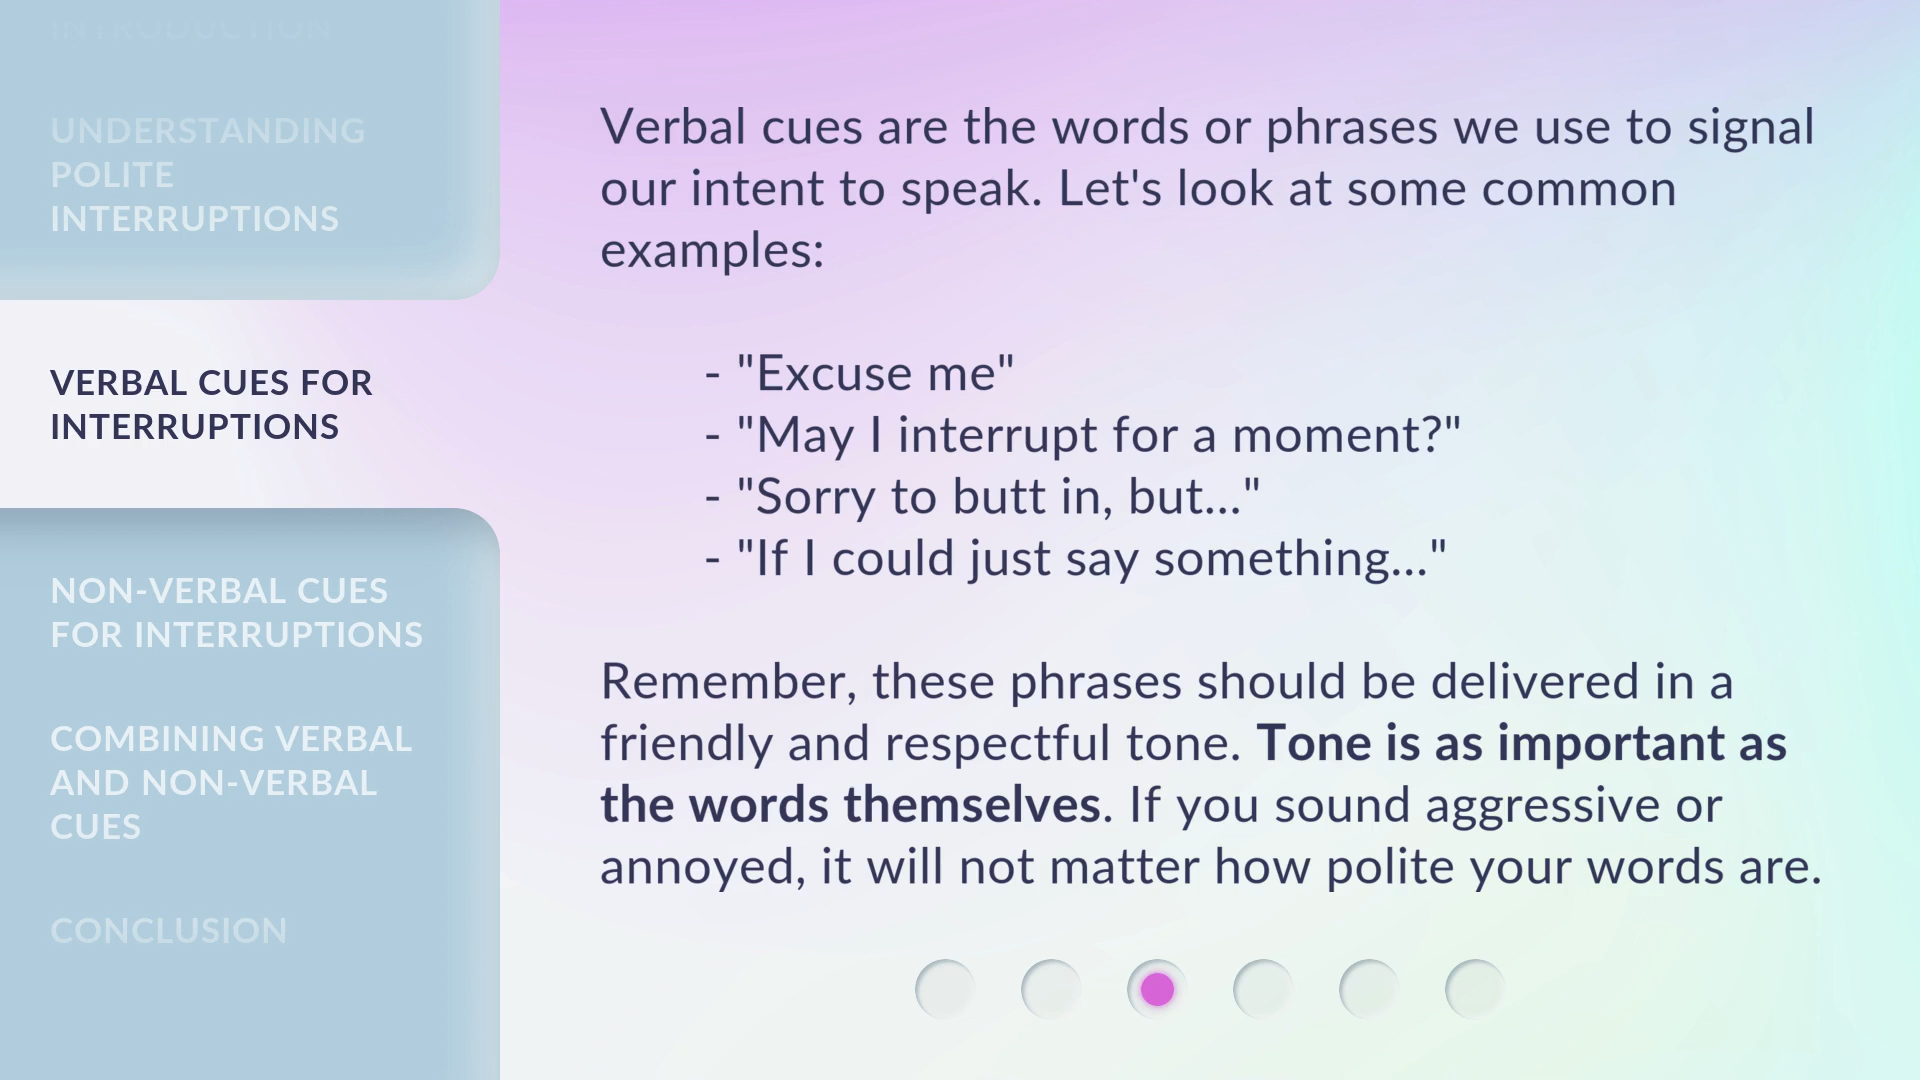 INTRODUCTION
UNDERSTANDING
POLITE
INTERRUPTIONS
VERBAL CUES FOR
INTERRUPTIONS
NON-VERBAL CUES
FOR INTERRUPTIONS
COMBINING VERBAL
AND NON-VERBAL
CUES
CONCLUSION
Verbal cues are the words or phrases we use to signal
our intent to speak. Let's look at some common
examples:
- "Excuse me"
- "May I interrupt for a moment?"
- "Sorry to butt in, but..."
- "If I could just say something..."
Remember, these phrases should be delivered in a
friendly and respectful tone. Tone is as important as
the words themselves. If you sound aggressive or
annoyed, it will not matter how polite your words are.